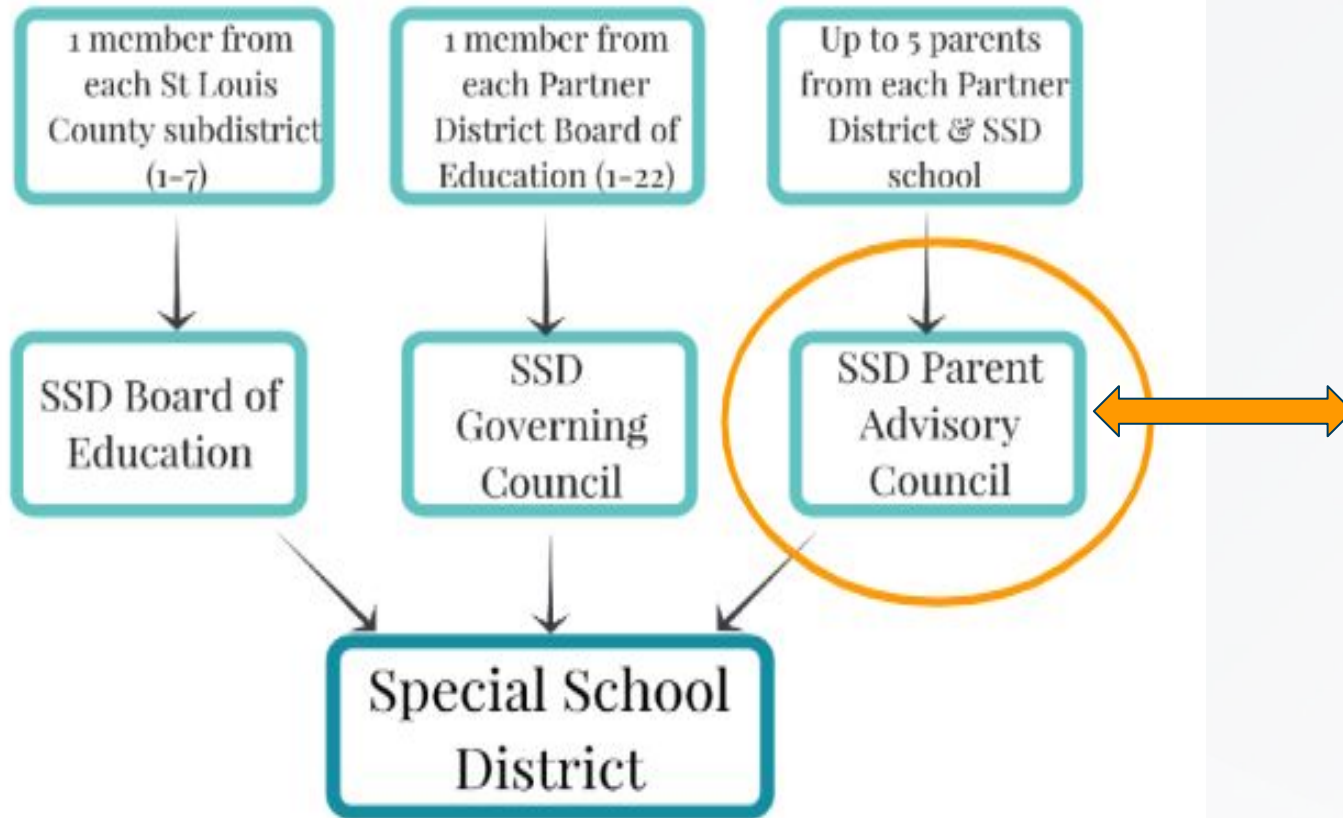 1 member from
each St Louis
County subdistrict
(1-7)
1 member from
each Partner
District Board of
Education (1-22)
Up to 5 parents
from each Partner
District & SSD
school
SSD Board of
Education
SSD
Governing
Council
SSD Parent
Advisory
Council
Special School
District